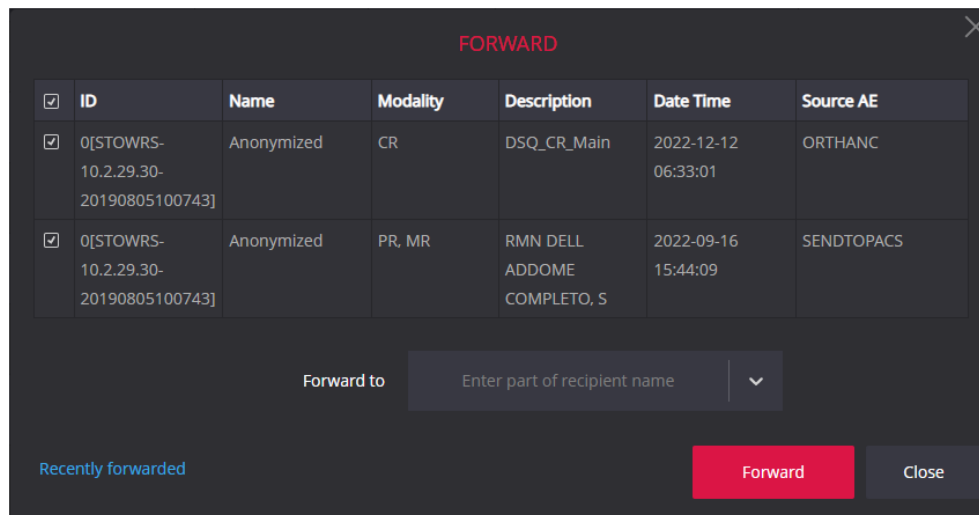 FORWARD
ID Name Modality Description Date Time Source AE
0[STOWRS- Anonymized CR DSQ_CR_Main 2022-12-12 ORTHANC
10.2.29.30- 06:33:01
20190805100743]
0[STOWRS- Anonymized PR, MR RMN DELL 2022-09-16 SENDTOPACS
10.2.29.30- ADDOME 15:44:09
20190805100743] COMPLETO, S
Forward to Enter part of recipient name
Recently forwarded Forward Close